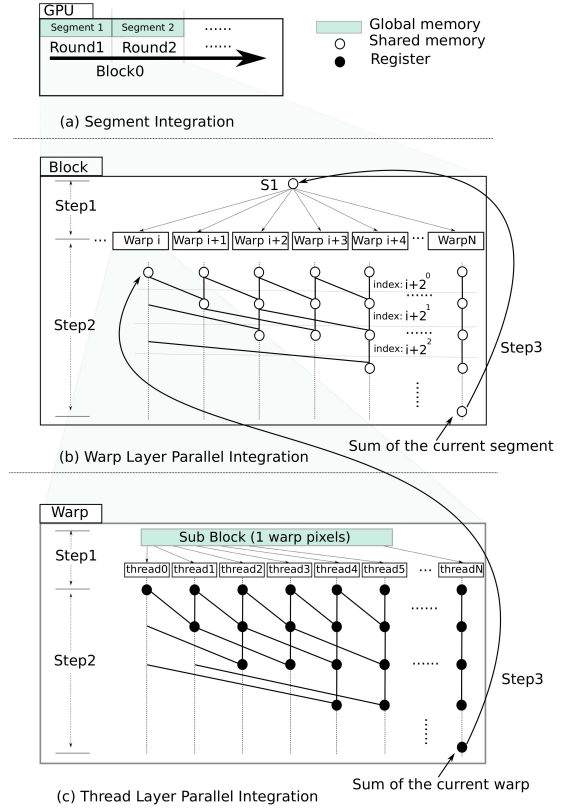 GPU
Segment 1 Segment 2 ......
Round1 Round2 ......
Block0
Global memory
Shared memory
Register
(a) Segment Integration
Block
S1
Step1
... Warp i Warp i+1 Warp i+2 Warp i+3 Warp i+4 ... WarpN
index: i+2^0
......
index: i+2^1
Step2
......
index: i+2^2
Step3
......
Sum of the current segment
(b) Warp Layer Parallel Integration
Warp
Sub Block (1 warp pixels)
Step1
thread0 thread1 thread2 thread3 thread4 thread5 ... threadN
......
Step2
......
Step3
......
Sum of the current warp
(c) Thread Layer Parallel Integration